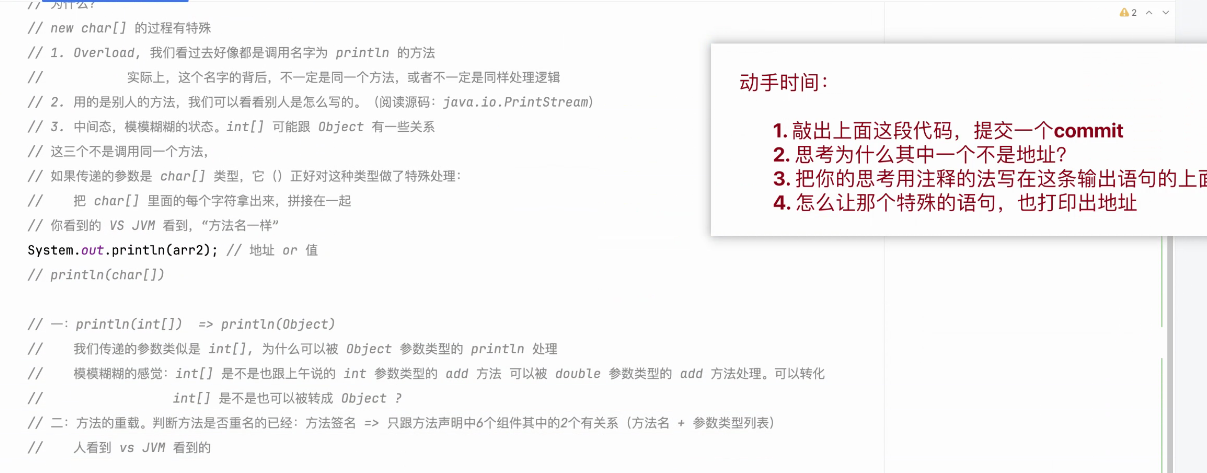 // 为什么?
// new char[] 的过程有特殊
// 1. Overload, 我们看过去好像都是调用名字为 println 的方法
//          实际上，这个名字的背后，不一定是同一个方法，或者不一定是同样处理逻辑
// 2. 用的是别人的方法，我们可以看看别人是怎么写的。（阅读源码：java.io.PrintStream）
// 3. 中间态，模模糊糊的状态。int[] 可能跟 Object 有一些关系
// 这三个不是调用同一个方法，
// 如果传递的参数是 char[] 类型，它（）正好对这种类型做了特殊处理：
//    把 char[] 里面的每个字符拿出来，拼接在一起
// 你看到的 VS JVM 看到，“方法名一样”
System.out.println(arr2); // 地址 or 值
// println(char[])
// 一：println(int[])  => println(Object)
//    我们传递的参数类似是 int[], 为什么可以被 Object 参数类型的 println 处理
//    模模糊糊的感觉：int[] 是不是也跟上午说的 int 参数类型的 add 方法 可以被 double 参数类型的 add 方法处理。可以转化
//                int[] 是不是也可以被转成 Object ?
// 二：方法的重载。判断方法是否重名的已经：方法签名 => 只跟方法声明中6个组件其中的2个有关系（方法名 + 参数类型列表）
//    人看到 vs JVM 看到的
2
动手时间：
1. 敲出上面这段代码，提交一个commit
2. 思考为什么其中一个不是地址?
3. 把你的思考用注释的法写在这条输出语句的上面
4. 怎么让那个特殊的语句，也打印出地址